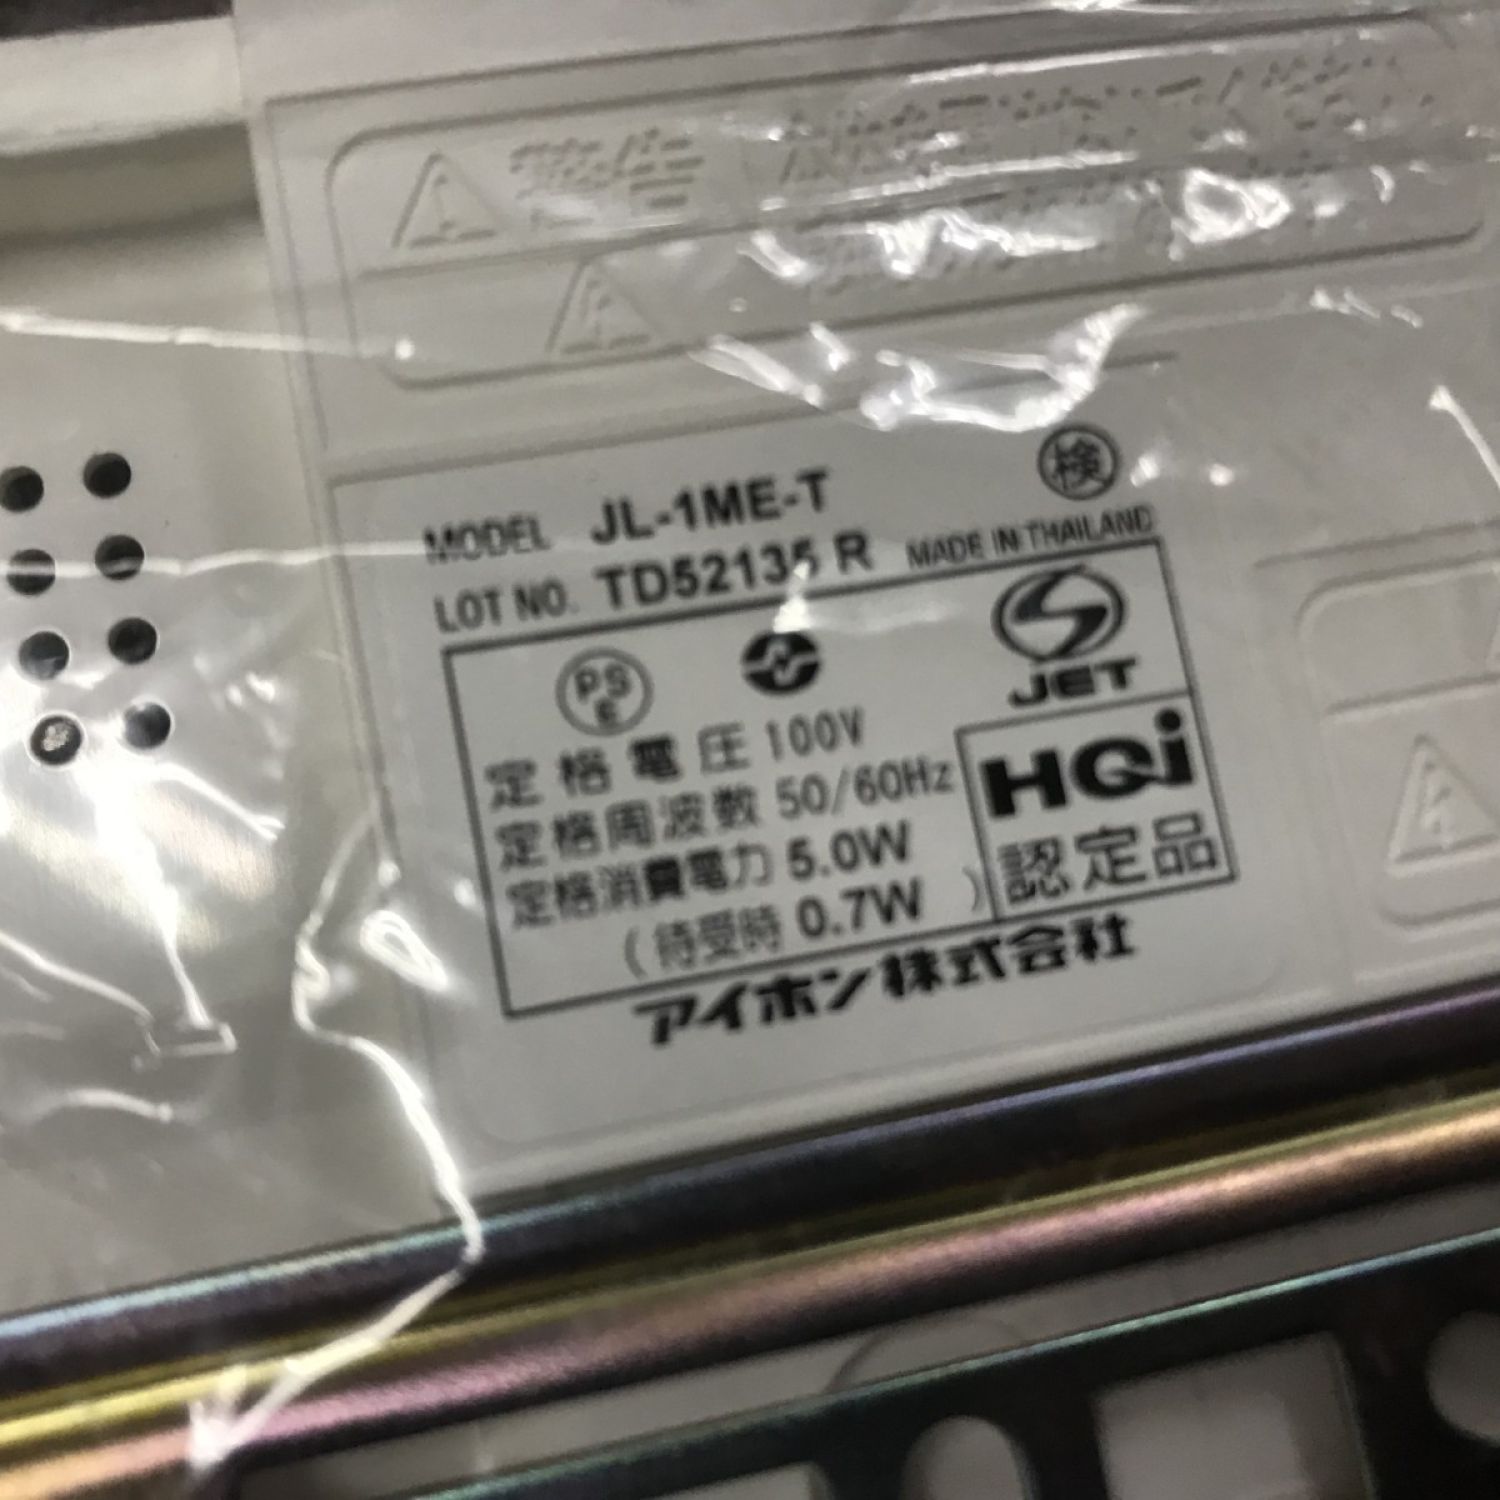 警告
MODEL JL-1ME-T
検
LOT NO. TD52135 R MADE IN THAILAND
PS
E
JET
定格電圧 100V
定格周波数 50/60Hz
定格消費電力 5.0W
(待受時 0.7W )
HQi
認定品
アイホン株式会社